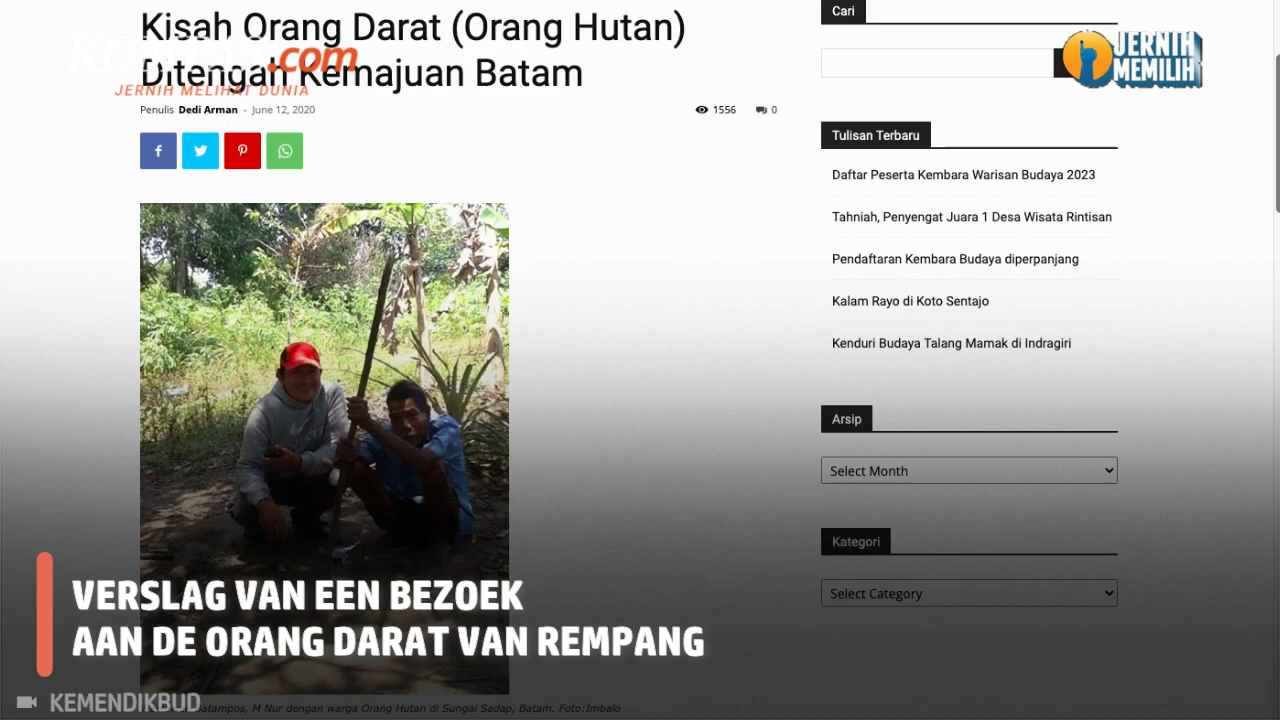 Kisah Orang Darat (Orang Hutan)
Ditengah Kemajuan Batam
KOMPAS.com
JERNIH MELIHAT DUNIA
Penulis Dedi Arman - June 12, 2020
1556
0
Cari
JERNIH
MEMILIH
Tulisan Terbaru
Daftar Peserta Kembara Warisan Budaya 2023
Tahniah, Penyengat Juara 1 Desa Wisata Rintisan
Pendaftaran Kembara Budaya diperpanjang
Kalam Rayo di Koto Sentajo
Kenduri Budaya Talang Mamak di Indragiri
Arsip
Select Month
Kategori
Select Category
VERSLAG VAN EEN BEZOEK
AAN DE ORANG DARAT VAN REMPANG
KEMENDIKBUD
Batampos, M Nur dengan warga Orang Hutan di Sungai Sadap, Batam. Foto:Imbalo